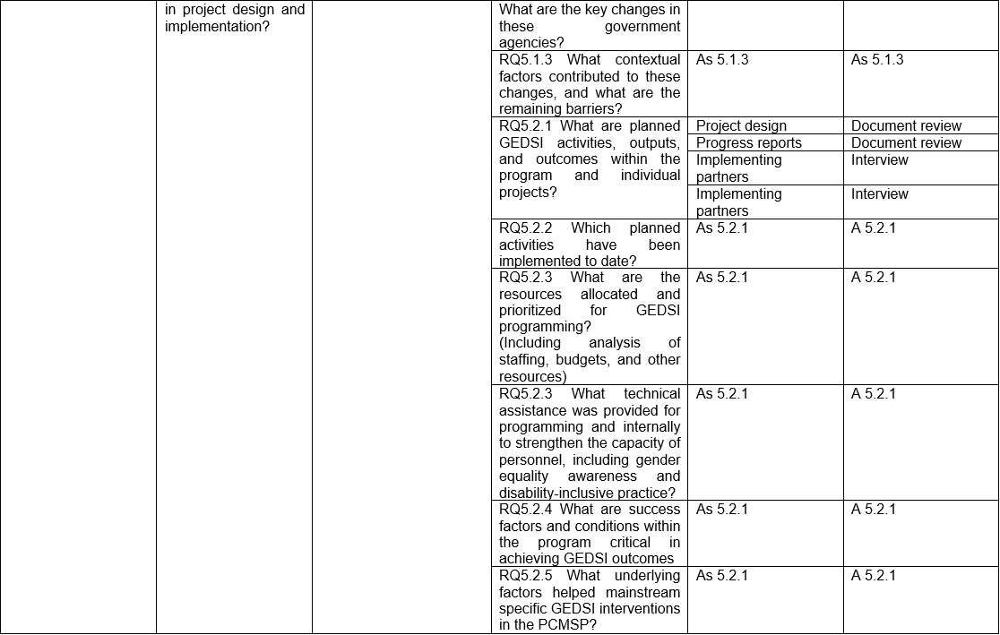 in project design and
implementation?
What are the key changes in
these government
agencies?
RQ5.1.3 What contextual
factors contributed to these
changes, and what are the
remaining barriers?
As 5.1.3
As 5.1.3
RQ5.2.1 What are planned
GEDSI activities, outputs,
and outcomes within the
program and individual
projects?
Project design
Document review
Progress reports
Document review
Implementing
partners
Interview
Implementing
partners
Interview
RQ5.2.2 Which planned
activities have been
implemented to date?
As 5.2.1
A 5.2.1
RQ5.2.3 What are the
resources allocated and
prioritized for GEDSI
programming?
(Including analysis of
staffing, budgets, and other
resources)
As 5.2.1
A 5.2.1
RQ5.2.3 What technical
assistance was provided for
programming and internally
to strengthen the capacity of
personnel, including gender
equality awareness and
disability-inclusive practice?
As 5.2.1
A 5.2.1
RQ5.2.4 What are success
factors and conditions within
the program critical in
achieving GEDSI outcomes
As 5.2.1
A 5.2.1
RQ5.2.5 What underlying
factors helped mainstream
specific GEDSI interventions
in the PCMSP?
As 5.2.1
A 5.2.1